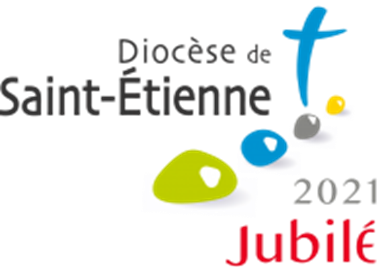 Diocèse de
Saint-Étienne
2021
Jubilé